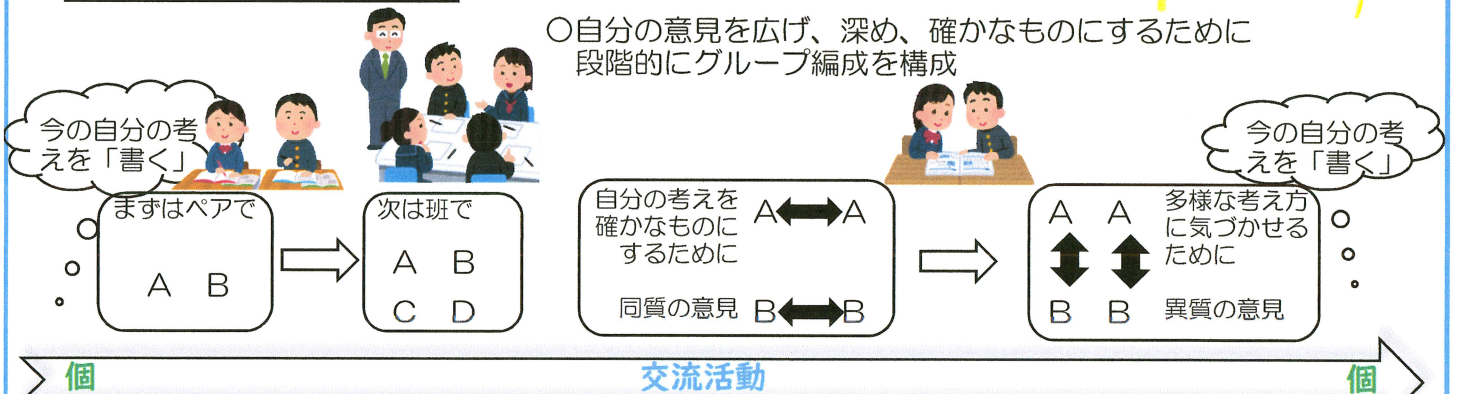 〇自分の意見を広げ、深め、確かなものにするために
段階的にグループ編成を構成
今の自分の考
えを「書く」
まずはペアで
A B
次は班で
A B
C D
自分の考えを
確かなものに
するために
A A
同質の意見
B B
今の自分の考
えを「書く」
A A
多様な考え方
に気づかせる
ために
B B
異質の意見
個
交流活動
個